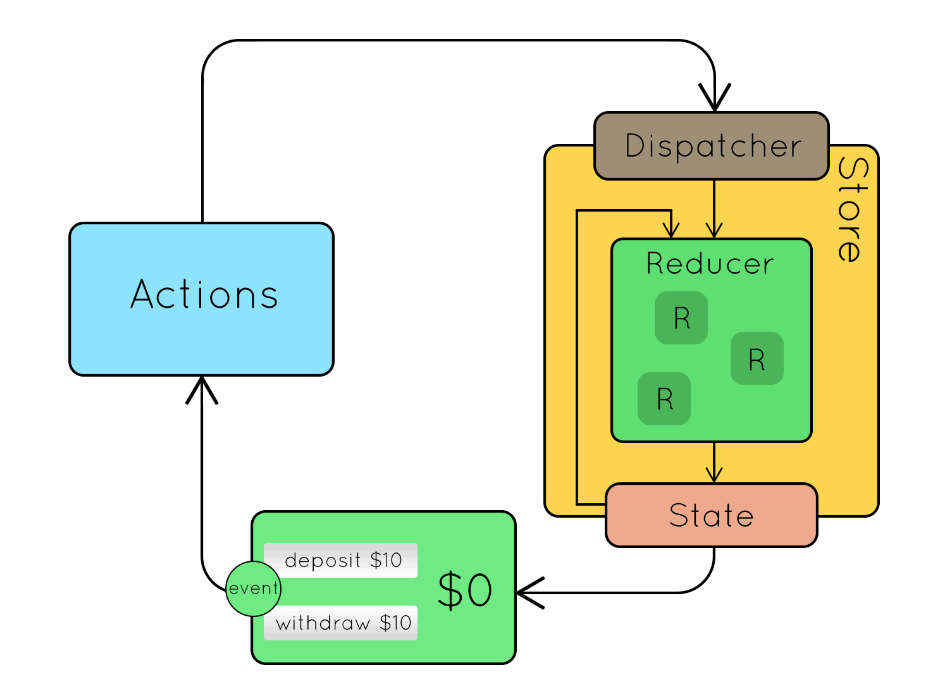 Dispatcher
Store
Reducer
R
R
R
Actions
State
deposit $10
$0
event
withdraw $10